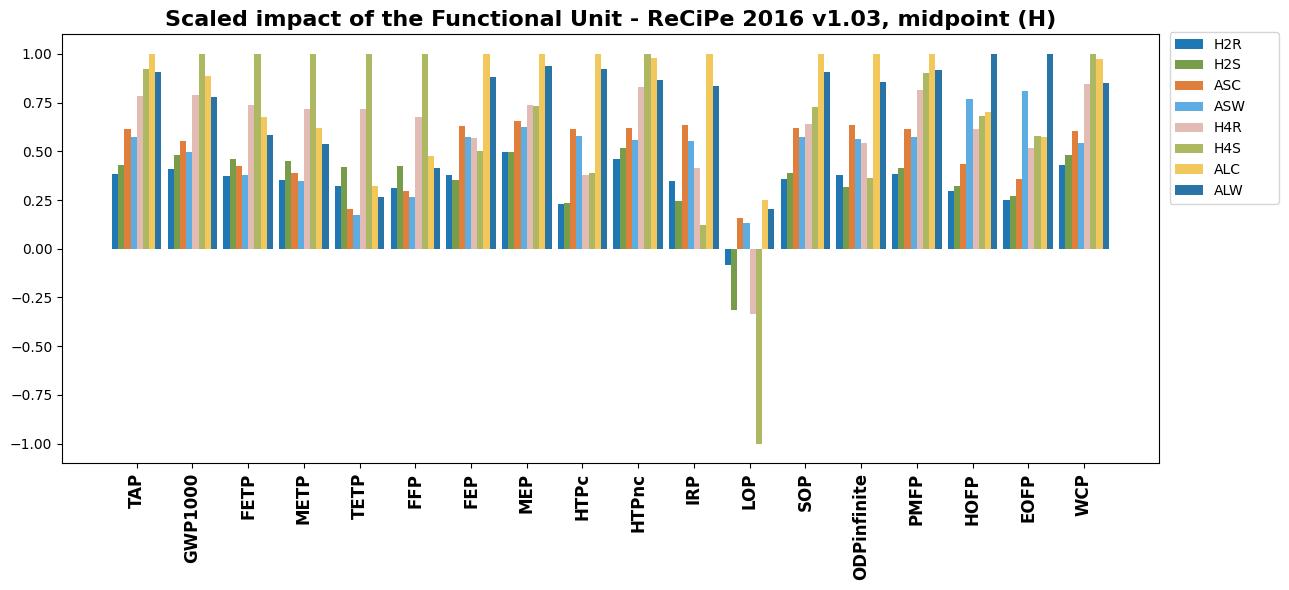 Scaled impact of the Functional Unit - ReCiPe 2016 v1.03, midpoint (H)
1.00
0.75
0.50
0.25
0.00
−0.25
−0.50
−0.75
−1.00
TAP
GWP1000
FETP
METP
TETP
FFP
FEP
MEP
HTPc
HTPnc
IRP
LOP
SOP
ODPinfinite
PMFP
HOFP
EOFP
WCP
H2R
H2S
ASC
ASW
H4R
H4S
ALC
ALW